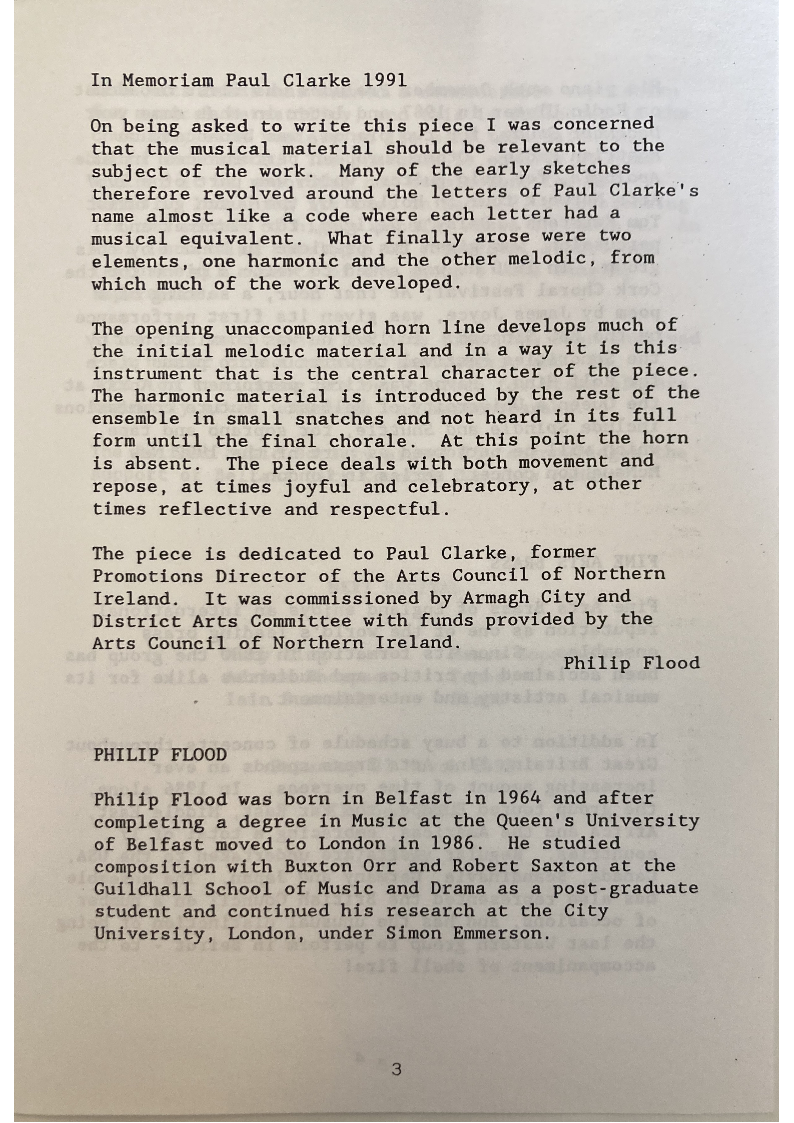 In Memoriam Paul Clarke 1991
On being asked to write this piece I was concerned
that the musical material should be relevant to the
subject of the work.  Many of the early sketches
therefore revolved around the letters of Paul Clarke's
name almost like a code where each letter had a
musical equivalent.  What finally arose were two
elements, one harmonic and the other melodic, from
which much of the work developed.
The opening unaccompanied horn line develops much of
the initial melodic material and in a way it is this
instrument that is the central character of the piece.
The harmonic material is introduced by the rest of the
ensemble in small snatches and not heard in its full
form until the final chorale.  At this point the horn
is absent.  The piece deals with both movement and
repose, at times joyful and celebratory, at other
times reflective and respectful.
The piece is dedicated to Paul Clarke, former
Promotions Director of the Arts Council of Northern
Ireland.  It was commissioned by Armagh City and
District Arts Committee with funds provided by the
Arts Council of Northern Ireland.
Philip Flood
PHILIP FLOOD
Philip Flood was born in Belfast in 1964 and after
completing a degree in Music at the Queen's University
of Belfast moved to London in 1986.  He studied
composition with Buxton Orr and Robert Saxton at the
Guildhall School of Music and Drama as a post-graduate
student and continued his research at the City
University, London, under Simon Emmerson.
3